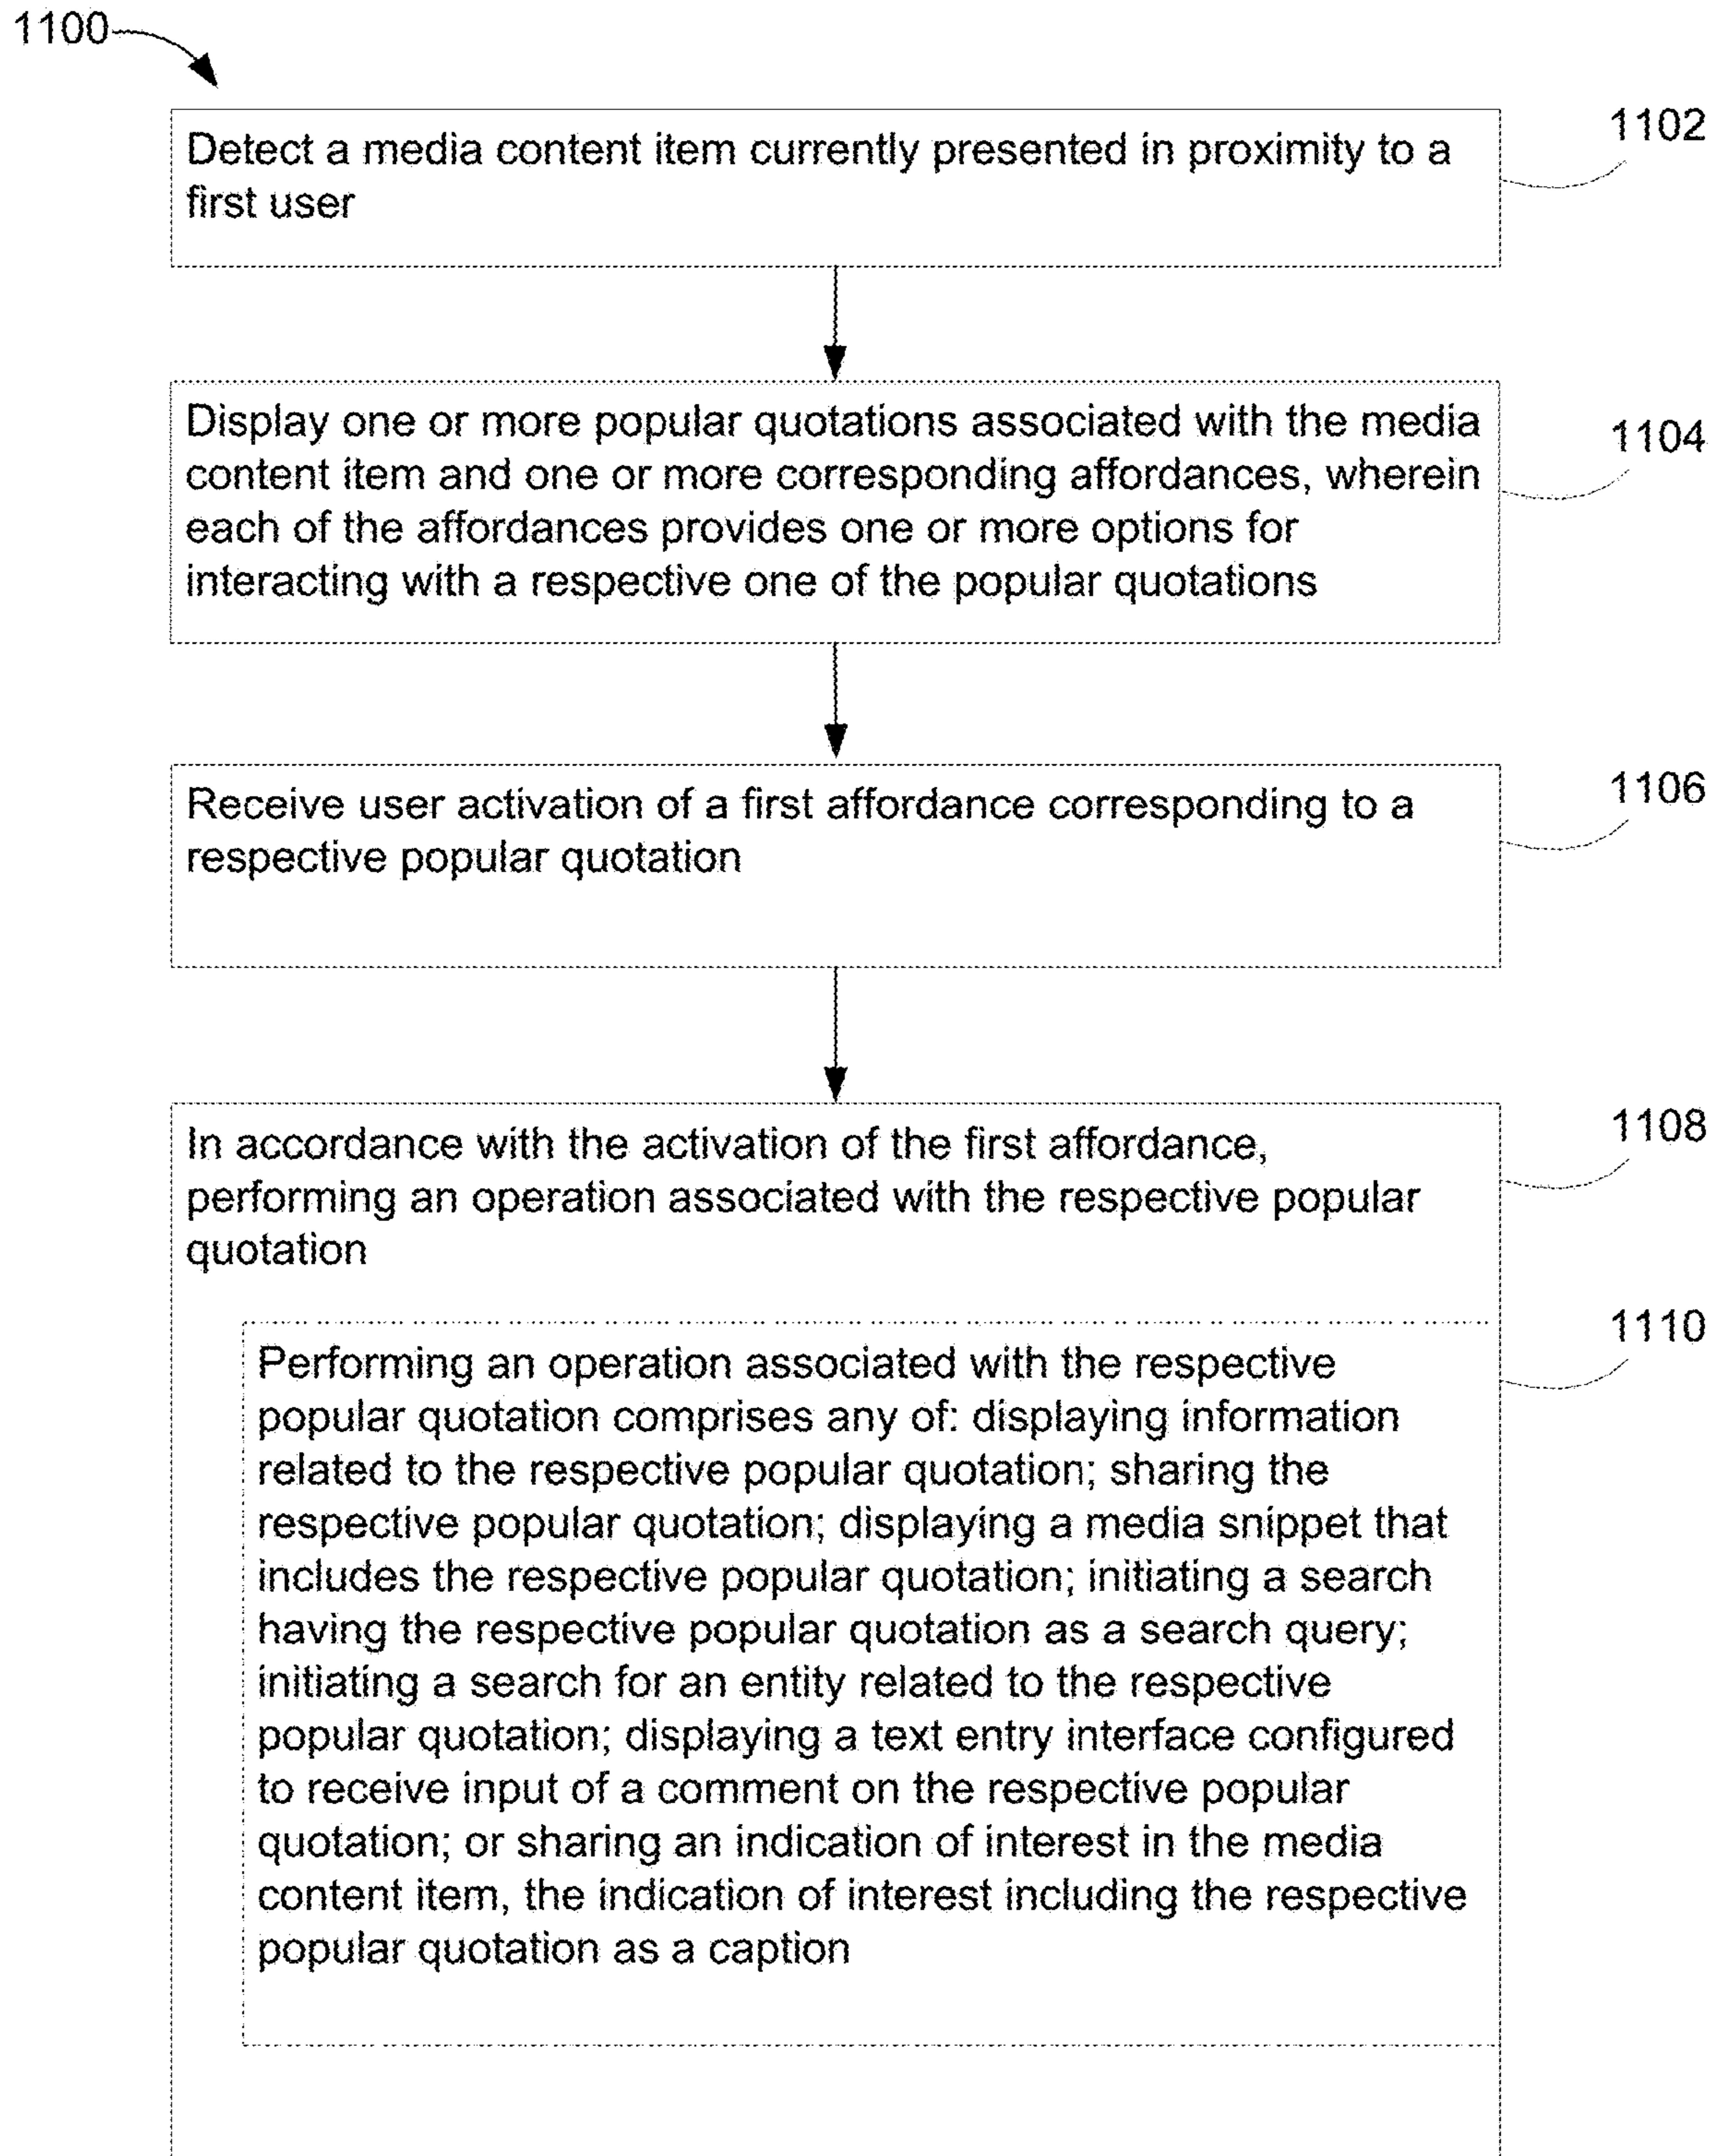 1100
Detect a media content item currently presented in proximity to a
first user
1102
Display one or more popular quotations associated with the media
content item and one or more corresponding affordances, wherein
each of the affordances provides one or more options for
interacting with a respective one of the popular quotations
1104
Receive user activation of a first affordance corresponding to a
respective popular quotation
1106
In accordance with the activation of the first affordance,
performing an operation associated with the respective popular
quotation
1108
Performing an operation associated with the respective
popular quotation comprises any of: displaying information
related to the respective popular quotation; sharing the
respective popular quotation; displaying a media snippet that
includes the respective popular quotation; initiating a search
having the respective popular quotation as a search query;
initiating a search for an entity related to the respective
popular quotation; displaying a text entry interface configured
to receive input of a comment on the respective popular
quotation; or sharing an indication of interest in the media
content item, the indication of interest including the respective
popular quotation as a caption
1110